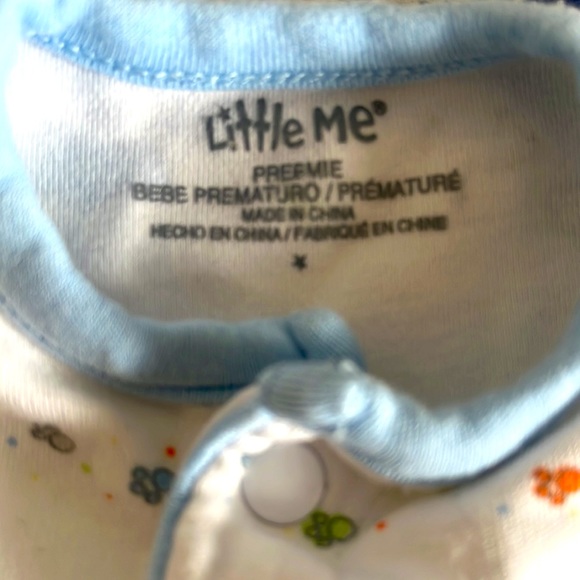 Little Me®
PREEMIE
BEBE PREMATURO / PRÉMATURÉ
MADE IN CHINA
HECHO EN CHINA / FABRIQUÉ EN CHINE